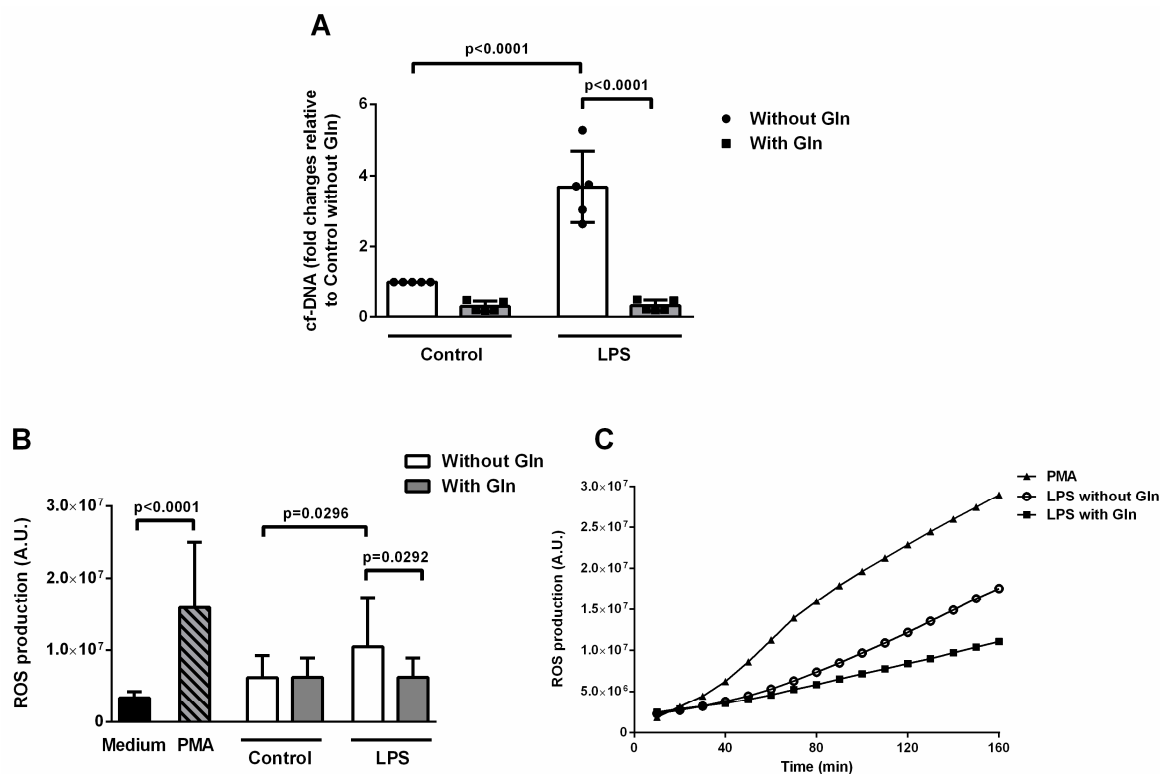 A
p<0.0001
p<0.0001
cf-DNA (fold changes relative
to Control without Gln)
6
4
2
0
Without Gln
With Gln
Control
LPS
B
Without Gln
With Gln
ROS production (A.U.)
3.0×10⁷
2.0×10⁷
1.0×10⁷
0
p<0.0001
p=0.0296
p=0.0292
Medium
PMA
Control
LPS
C
PMA
LPS without Gln
LPS with Gln
ROS production (A.U.)
3.0×10⁷
2.5×10⁷
2.0×10⁷
1.5×10⁷
1.0×10⁷
5.0×10⁶
0
0
40
80
120
160
Time (min)